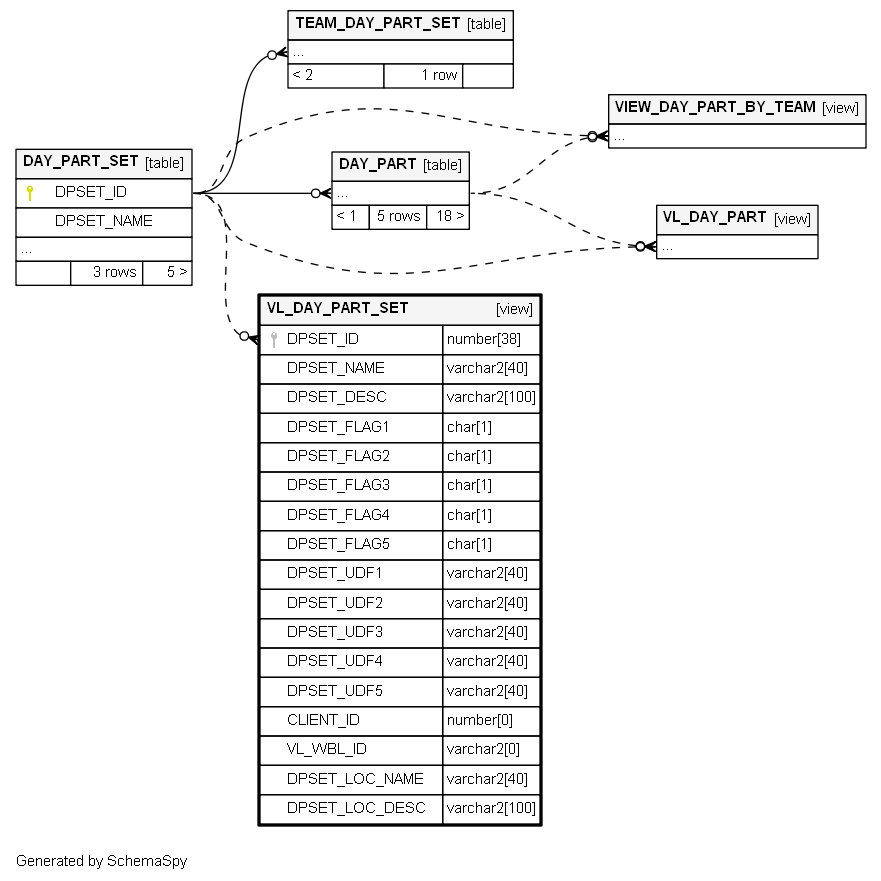 TEAM_DAY_PART_SET [table]
...
< 2 1 row
VIEW_DAY_PART_BY_TEAM [view]
...
DAY_PART_SET [table]
DPSET_ID
DPSET_NAME
...
3 rows 5 >
DAY_PART [table]
...
< 1 5 rows 18 >
VL_DAY_PART [view]
...
VL_DAY_PART_SET [view]
DPSET_ID number[38]
DPSET_NAME varchar2[40]
DPSET_DESC varchar2[100]
DPSET_FLAG1 char[1]
DPSET_FLAG2 char[1]
DPSET_FLAG3 char[1]
DPSET_FLAG4 char[1]
DPSET_FLAG5 char[1]
DPSET_UDF1 varchar2[40]
DPSET_UDF2 varchar2[40]
DPSET_UDF3 varchar2[40]
DPSET_UDF4 varchar2[40]
DPSET_UDF5 varchar2[40]
CLIENT_ID number[0]
VL_WBL_ID varchar2[0]
DPSET_LOC_NAME varchar2[40]
DPSET_LOC_DESC varchar2[100]
Generated by SchemaSpy